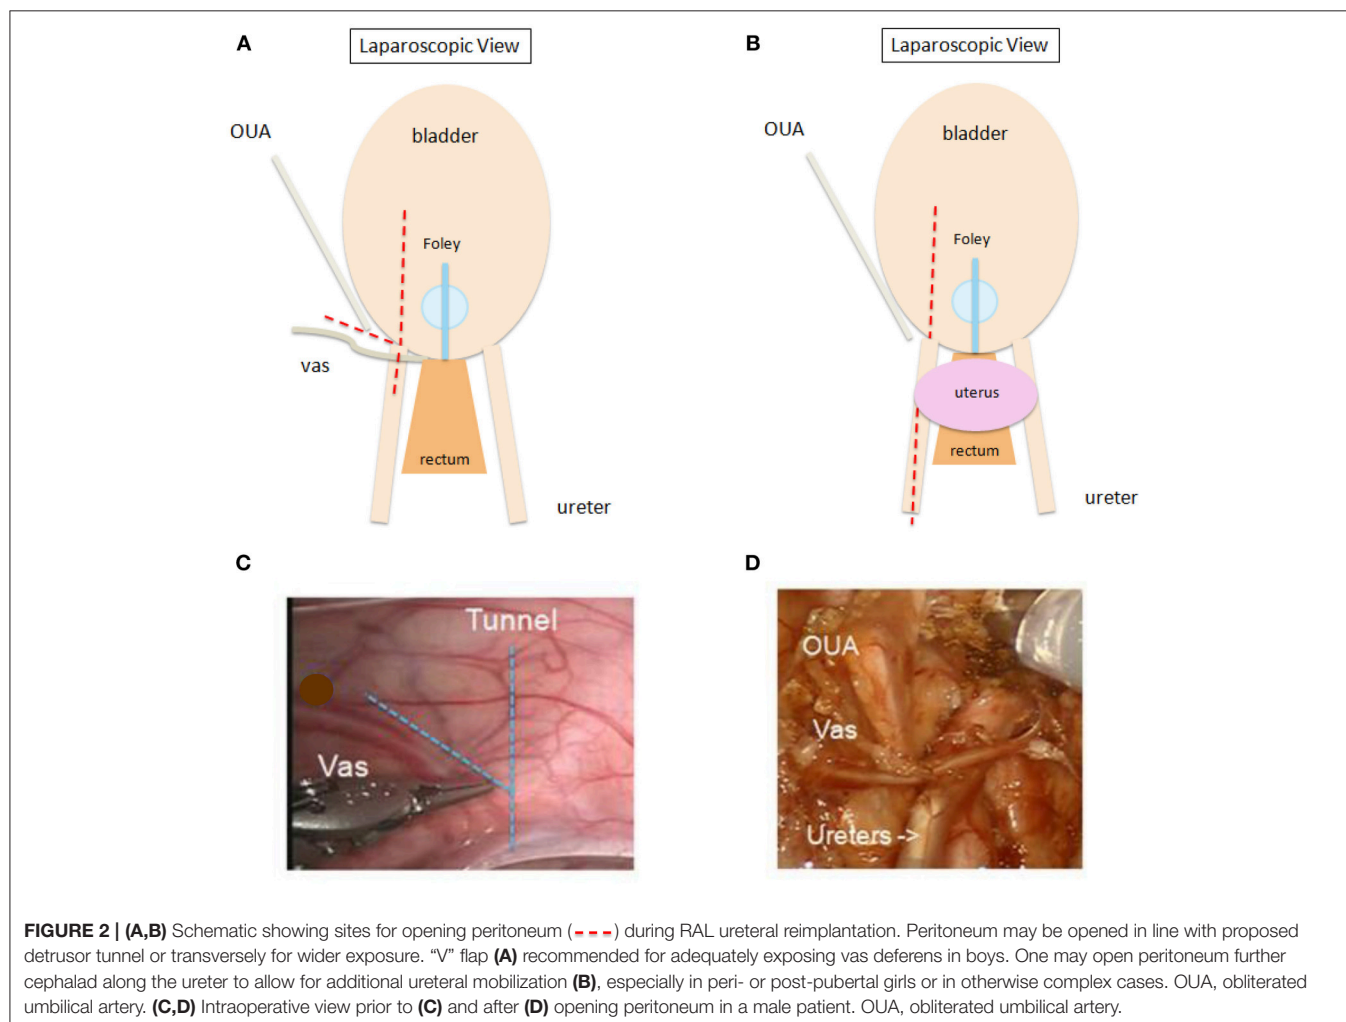 A
Laparoscopic View
OUA
bladder
Foley
vas
rectum
ureter
B
Laparoscopic View
OUA
bladder
Foley
uterus
rectum
ureter
C
Tunnel
Vas
D
OUA
Vas
Ureters ->
FIGURE 2 | (A,B) Schematic showing sites for opening peritoneum (---) during RAL ureteral reimplantation. Peritoneum may be opened in line with proposed
detrusor tunnel or transversely for wider exposure. “V” flap (A) recommended for adequately exposing vas deferens in boys. One may open peritoneum further
cephalad along the ureter to allow for additional ureteral mobilization (B), especially in peri- or post-pubertal girls or in otherwise complex cases. OUA, obliterated
umbilical artery. (C,D) Intraoperative view prior to (C) and after (D) opening peritoneum in a male patient. OUA, obliterated umbilical artery.